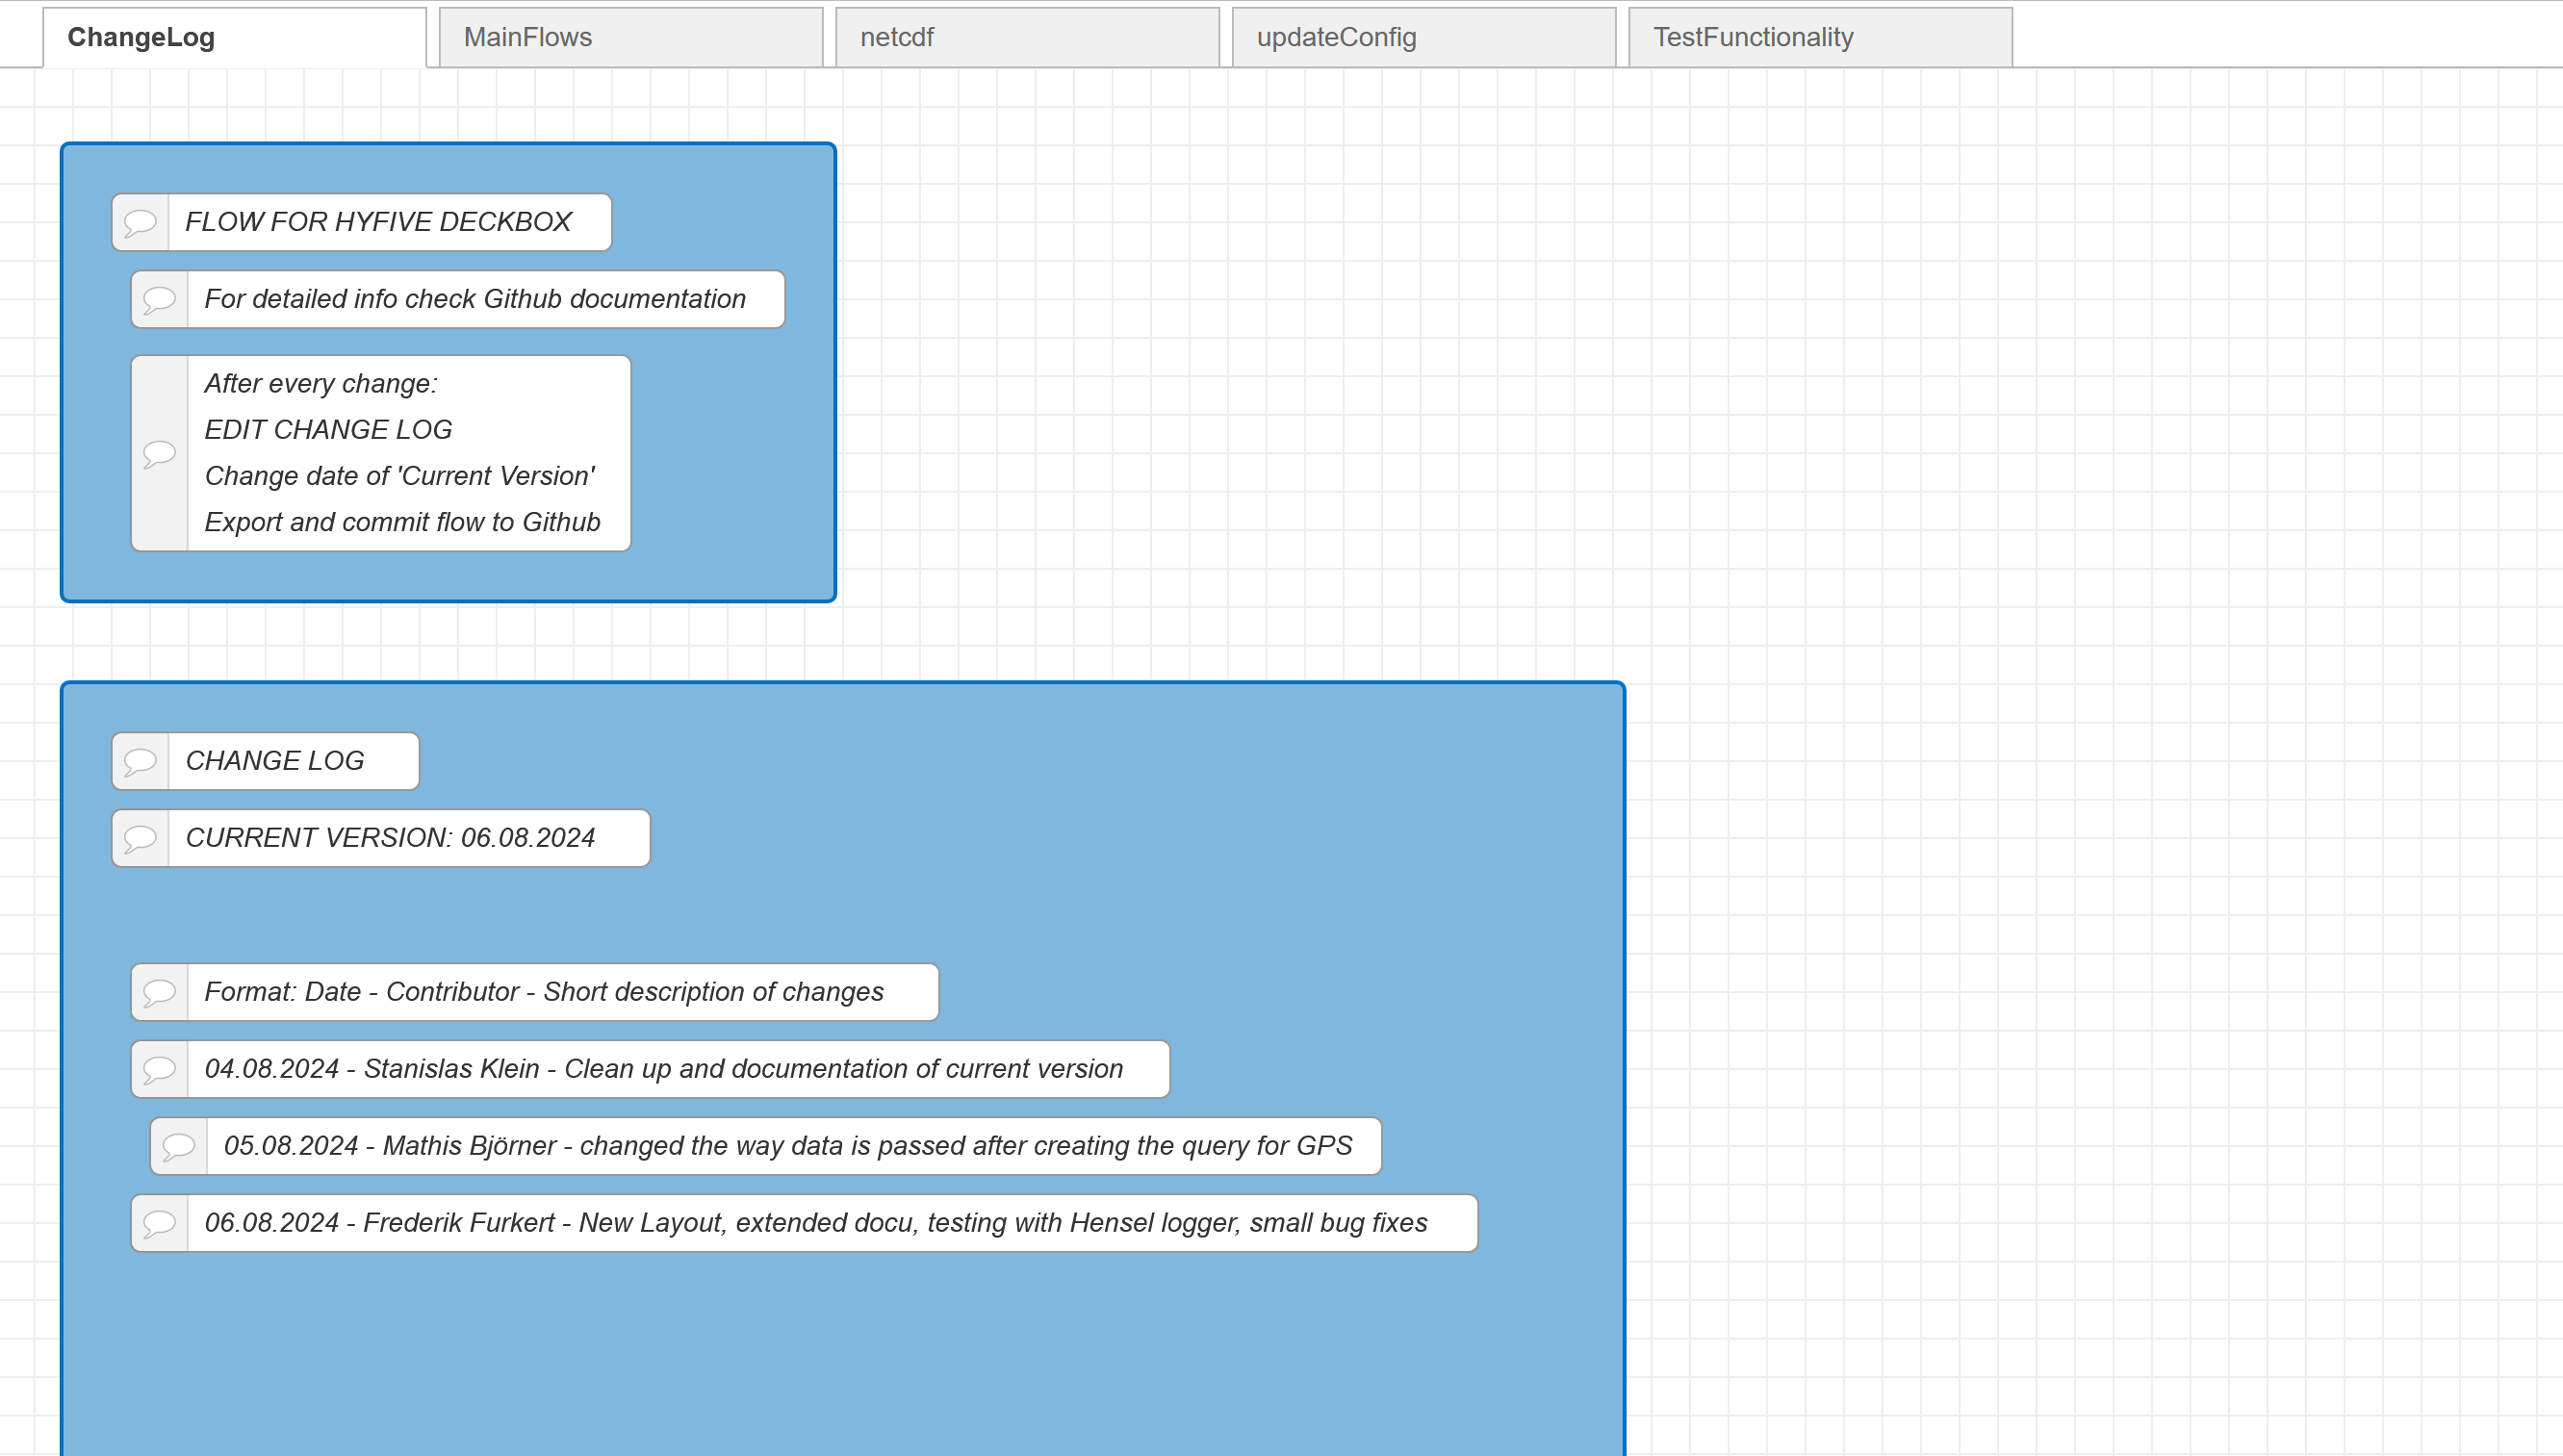 ChangeLog
MainFlows
netcdf
updateConfig
TestFunctionality
FLOW FOR HYFIVE DECKBOX
For detailed info check Github documentation
After every change:
EDIT CHANGE LOG
Change date of 'Current Version'
Export and commit flow to Github
CHANGE LOG
CURRENT VERSION: 06.08.2024
Format: Date - Contributor - Short description of changes
04.08.2024 - Stanislas Klein - Clean up and documentation of current version
05.08.2024 - Mathis Björner - changed the way data is passed after creating the query for GPS
06.08.2024 - Frederik Furkert - New Layout, extended docu, testing with Hensel logger, small bug fixes